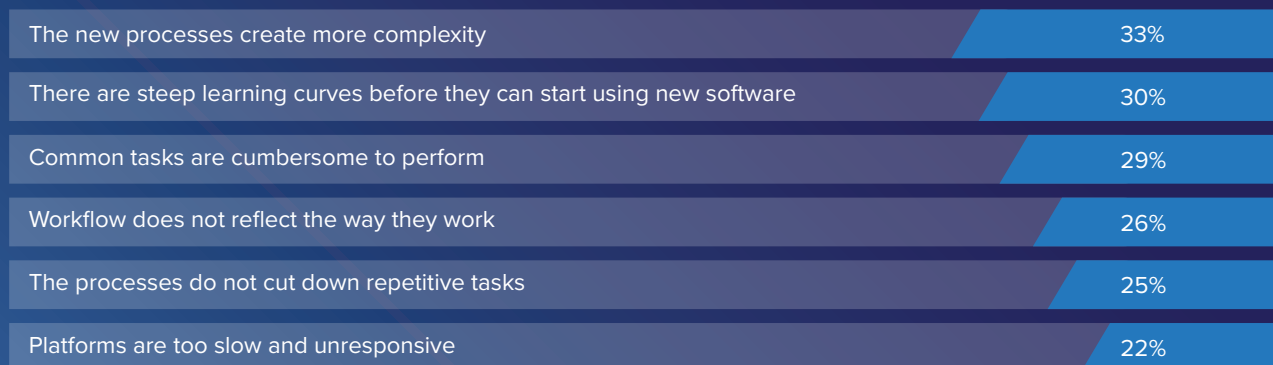 The new processes create more complexity 33%
There are steep learning curves before they can start using new software 30%
Common tasks are cumbersome to perform 29%
Workflow does not reflect the way they work 26%
The processes do not cut down repetitive tasks 25%
Platforms are too slow and unresponsive 22%